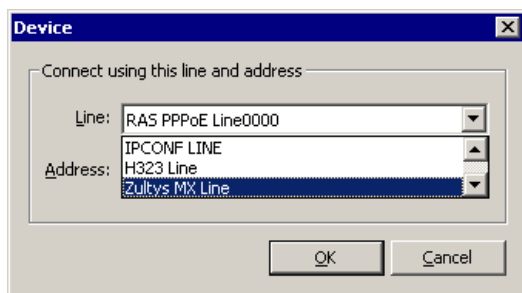 Device
Connect using this line and address
Line: RAS PPPoE Line0000
IPCONF LINE
Address: H323 Line
Zultys MX Line
OK Cancel